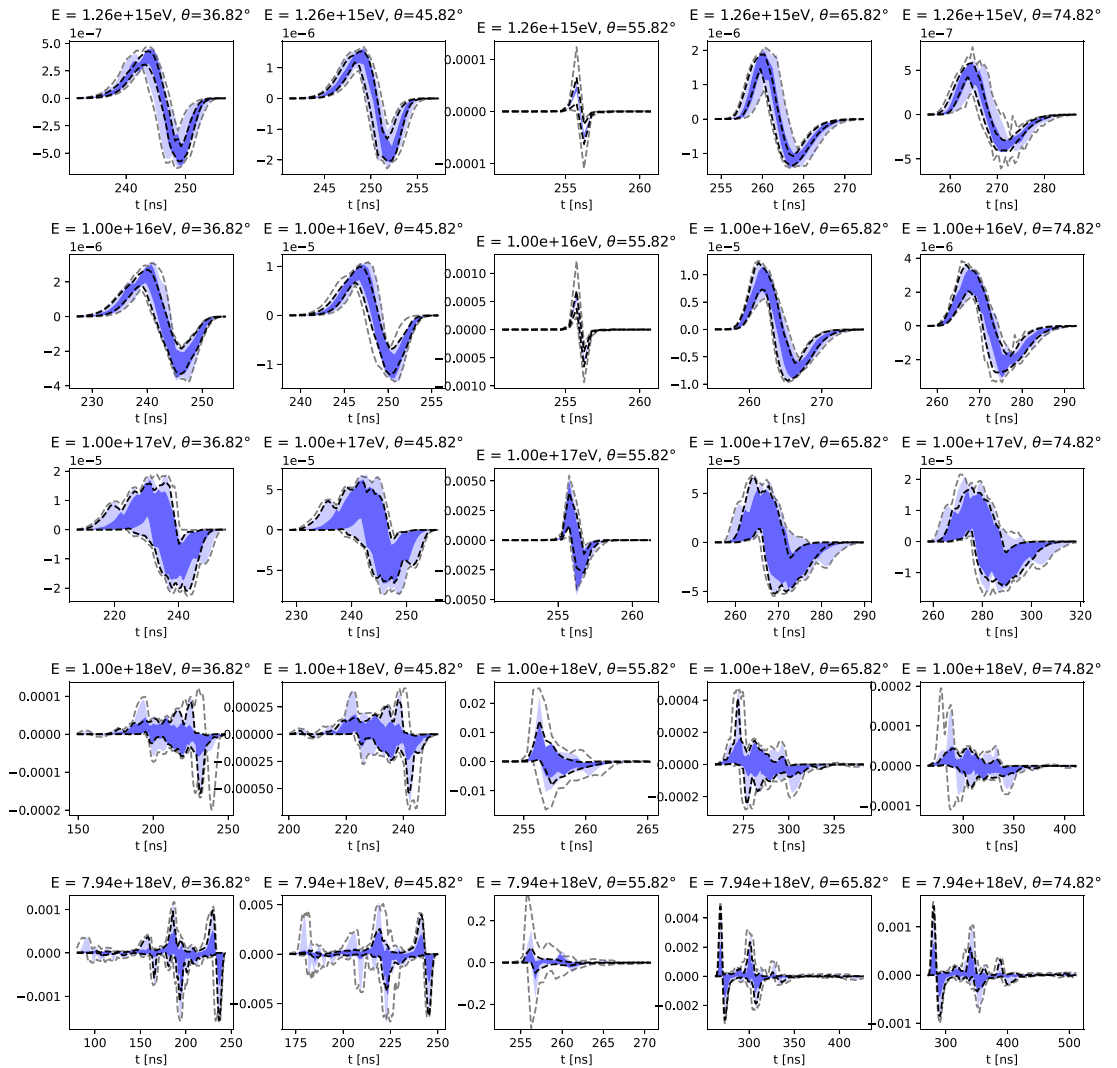 E = 1.26e+15eV, θ=36.82° E = 1.26e+15eV, θ=45.82° E = 1.26e+15eV, θ=55.82° E = 1.26e+15eV, θ=65.82° E = 1.26e+15eV, θ=74.82°
1e−7 1e−6 1e−6 1e−7
5.0 2.5 0.0 −2.5 −5.0
1 0 −1 −2
0.0001 0.0000 −0.0001
2 1 0 −1
5 0 −5
240 250
245 250 255
255 260
255 260 265 270
260 270 280
t [ns] t [ns] t [ns] t [ns] t [ns]
E = 1.00e+16eV, θ=36.82° E = 1.00e+16eV, θ=45.82° E = 1.00e+16eV, θ=55.82° E = 1.00e+16eV, θ=65.82° E = 1.00e+16eV, θ=74.82°
1e−6 1e−5 1e−5 1e−6
2 0 −2 −4
1 0 −1
0.0010 0.0005 0.0000 −0.0005 −0.0010
1.0 0.5 0.0 −0.5 −1.0
4 2 0 −2
230 240 250
240 245 250 255
255 260
260 270
260 270 280 290
t [ns] t [ns] t [ns] t [ns] t [ns]
E = 1.00e+17eV, θ=36.82° E = 1.00e+17eV, θ=45.82° E = 1.00e+17eV, θ=55.82° E = 1.00e+17eV, θ=65.82° E = 1.00e+17eV, θ=74.82°
1e−5 1e−5 1e−5 1e−5
2 1 0 −1 −2
5 0 −5
0.0050 0.0025 0.0000 −0.0025 −0.0050
5 0 −5
2 1 0 −1
220 240
230 240 250
255 260
260 270 280 290
260 280 300 320
t [ns] t [ns] t [ns] t [ns] t [ns]
E = 1.00e+18eV, θ=36.82° E = 1.00e+18eV, θ=45.82° E = 1.00e+18eV, θ=55.82° E = 1.00e+18eV, θ=65.82° E = 1.00e+18eV, θ=74.82°
0.0001 0.0000 −0.0001 −0.0002
0.00025 0.00000 −0.00025 −0.00050
0.02 0.01 0.00 −0.01
0.0004 0.0002 0.0000 −0.0002
0.0002 0.0001 0.0000 −0.0001
150 200 250
200 220 240
255 260 265
275 300 325
300 350 400
t [ns] t [ns] t [ns] t [ns] t [ns]
E = 7.94e+18eV, θ=36.82° E = 7.94e+18eV, θ=45.82° E = 7.94e+18eV, θ=55.82° E = 7.94e+18eV, θ=65.82° E = 7.94e+18eV, θ=74.82°
0.001 0.000 −0.001
0.005 0.000 −0.005
0.2 0.0 −0.2
0.004 0.002 0.000 −0.002
0.001 0.000 −0.001
100 150 200 250
175 200 225 250
255 260 265 270
300 400
300 400 500
t [ns] t [ns] t [ns] t [ns] t [ns]